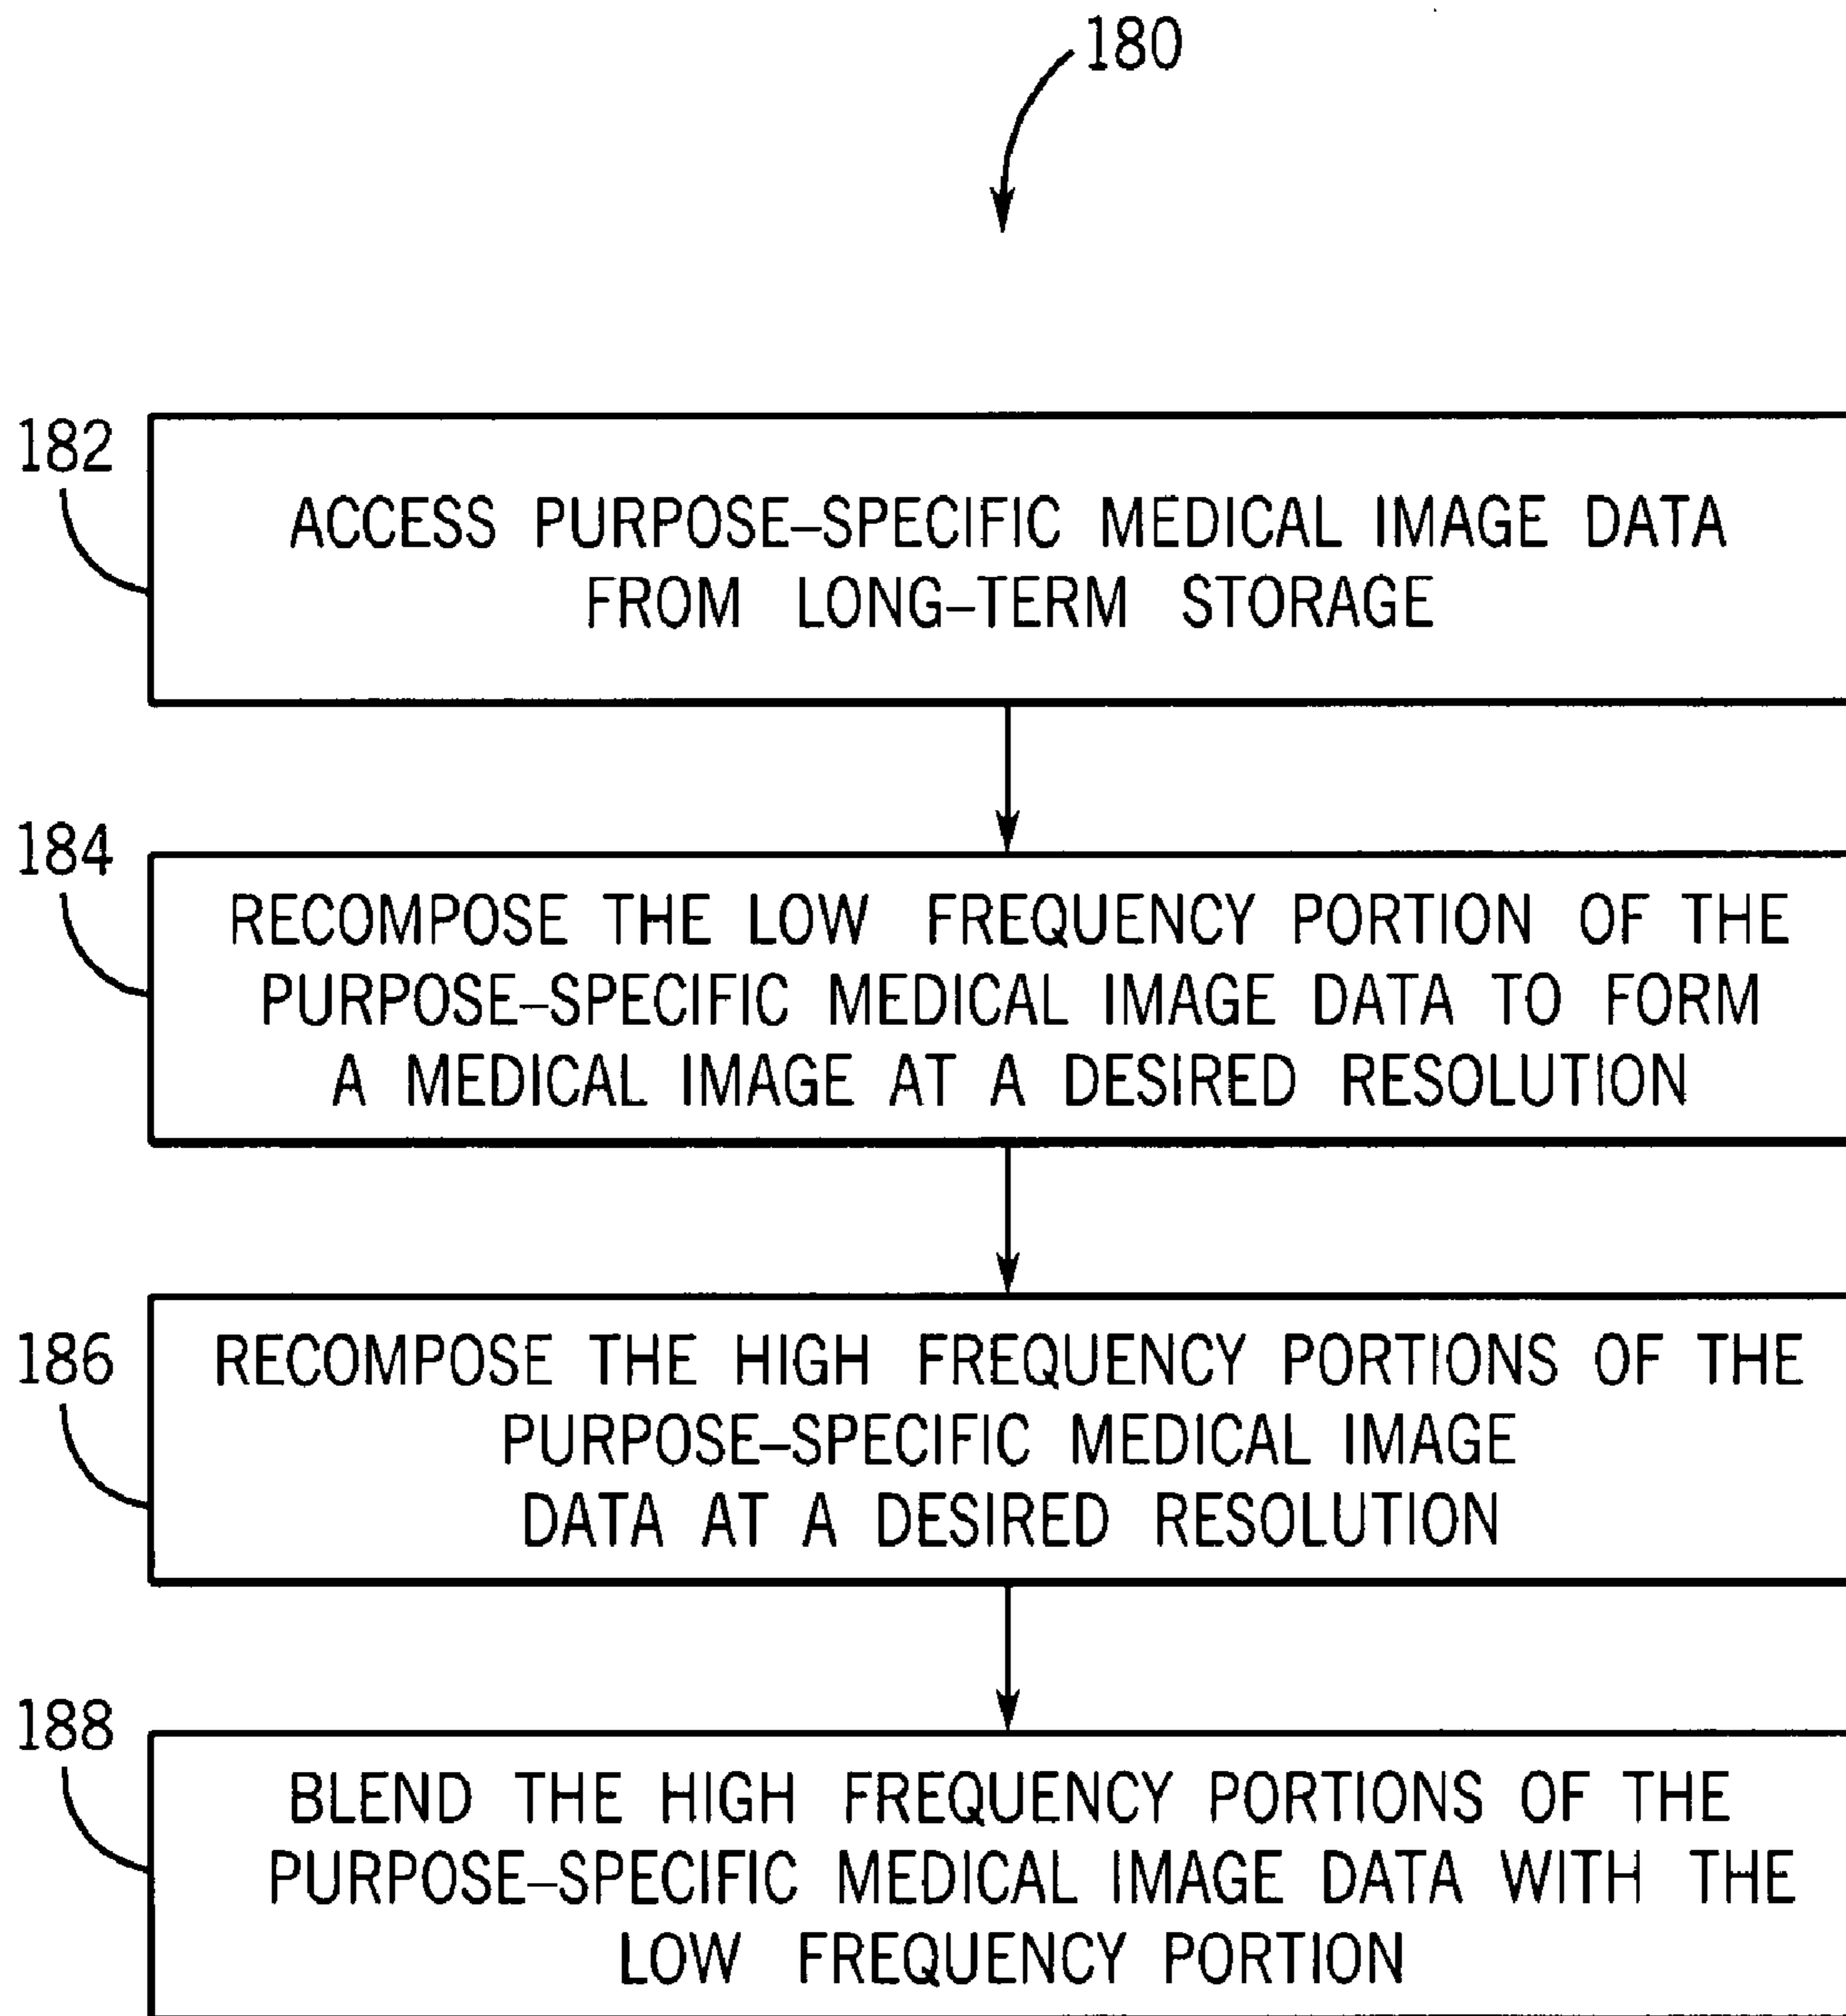 180
182
ACCESS PURPOSE-SPECIFIC MEDICAL IMAGE DATA
FROM LONG-TERM STORAGE
184
RECOMPOSE THE LOW FREQUENCY PORTION OF THE
PURPOSE-SPECIFIC MEDICAL IMAGE DATA TO FORM
A MEDICAL IMAGE AT A DESIRED RESOLUTION
186
RECOMPOSE THE HIGH FREQUENCY PORTIONS OF THE
PURPOSE-SPECIFIC MEDICAL IMAGE
DATA AT A DESIRED RESOLUTION
188
BLEND THE HIGH FREQUENCY PORTIONS OF THE
PURPOSE-SPECIFIC MEDICAL IMAGE DATA WITH THE
LOW FREQUENCY PORTION